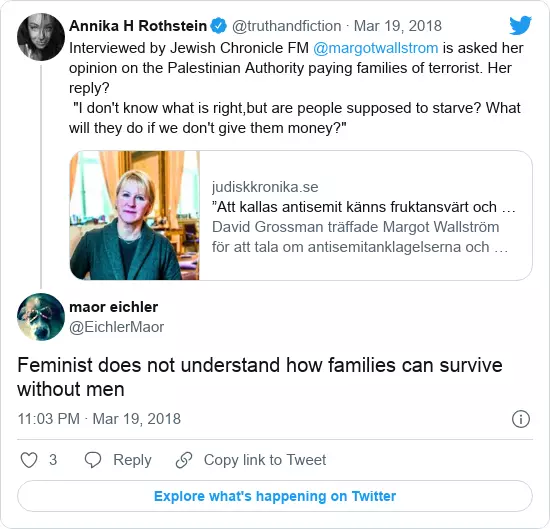 Annika H Rothstein @truthandfiction · Mar 19, 2018
Interviewed by Jewish Chronicle FM @margotwallstrom is asked her
opinion on the Palestinian Authority paying families of terrorist. Her
reply?
"I don't know what is right,but are people supposed to starve? What
will they do if we don't give them money?"
judiskkronika.se
”Att kallas antisemit känns fruktansvärt och …
David Grossman träffade Margot Wallström
för att tala om antisemitanklagelserna och …
maor eichler
@EichlerMaor
Feminist does not understand how families can survive
without men
11:03 PM · Mar 19, 2018
3 Reply Copy link to Tweet
Explore what's happening on Twitter